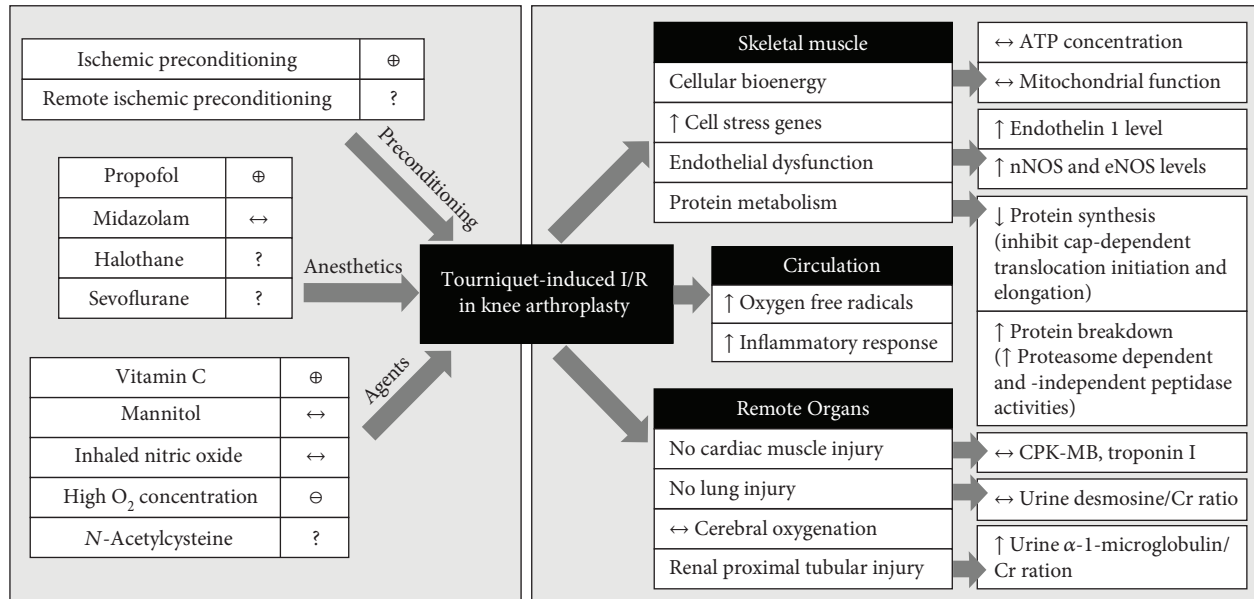 Ischemic preconditioning ⊕
Remote ischemic preconditioning ?
Preconditioning
Propofol ⊕
Midazolam ↔
Halothane ?
Sevoflurane ?
Anesthetics
Vitamin C ⊕
Mannitol ↔
Inhaled nitric oxide ↔
High O₂ concentration ⊖
N-Acetylcysteine ?
Agents
Tourniquet-induced I/R
in knee arthroplasty
Skeletal muscle
Cellular bioenergy
↑ Cell stress genes
Endothelial dysfunction
Protein metabolism
↔ ATP concentration
↔ Mitochondrial function
↑ Endothelin 1 level
↑ nNOS and eNOS levels
↓ Protein synthesis
(inhibit cap-dependent
translocation initiation and
elongation)
↑ Protein breakdown
(↑ Proteasome dependent
and -independent peptidase
activities)
Circulation
↑ Oxygen free radicals
↑ Inflammatory response
Remote Organs
No cardiac muscle injury
No lung injury
↔ Cerebral oxygenation
Renal proximal tubular injury
↔ CPK-MB, troponin I
↔ Urine desmosine/Cr ratio
↑ Urine α-1-microglobulin/
Cr ration